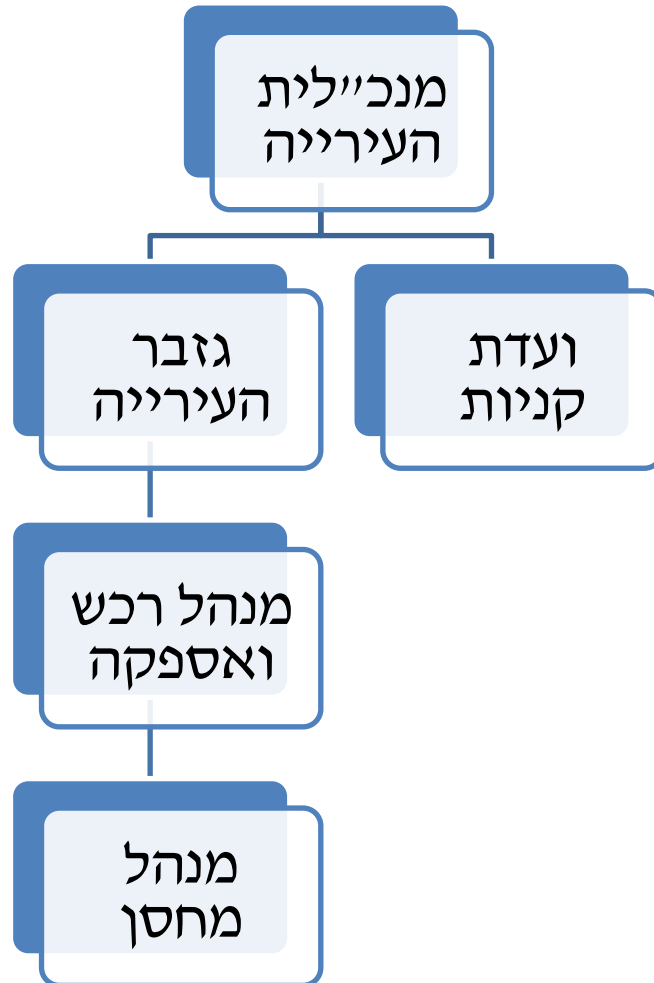 מנכ״לית
העירייה
ועדת
קניות
גזבר
העירייה
מנהל רכש
ואספקה
מנהל
מחסן